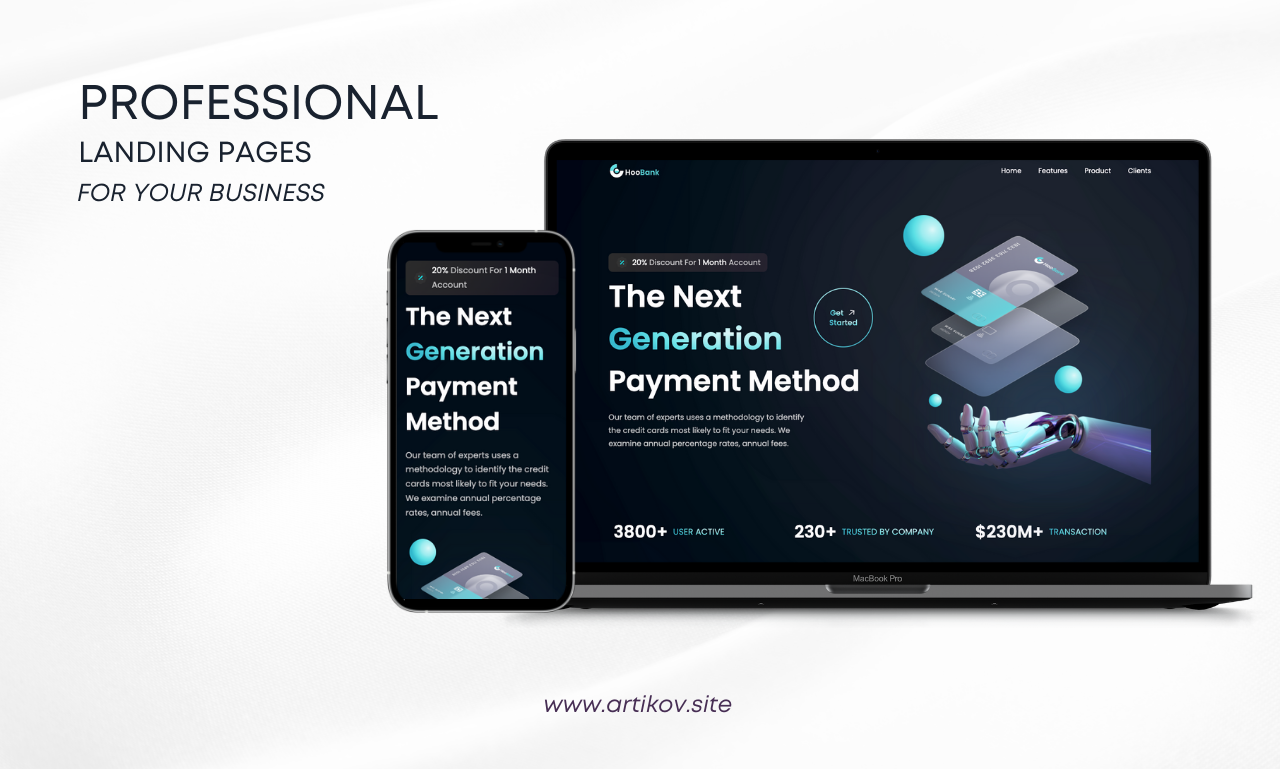 PROFESSIONAL
LANDING PAGES
FOR YOUR BUSINESS
20% Discount For 1 Month
Account
The Next
Generation
Payment
Method
Our team of experts uses a
methodology to identify the credit
cards most likely to fit your needs.
We examine annual percentage
rates, annual fees.
HooBank
Home Features Product Clients
20% Discount For 1 Month Account
The Next
Generation
Payment Method
Get
Started
Our team of experts uses a methodology to identify
the credit cards most likely to fit your needs. We
examine annual percentage rates, annual fees.
HooBank
3800+ USER ACTIVE
230+ TRUSTED BY COMPANY
$230M+ TRANSACTION
MacBook Pro
www.artikov.site